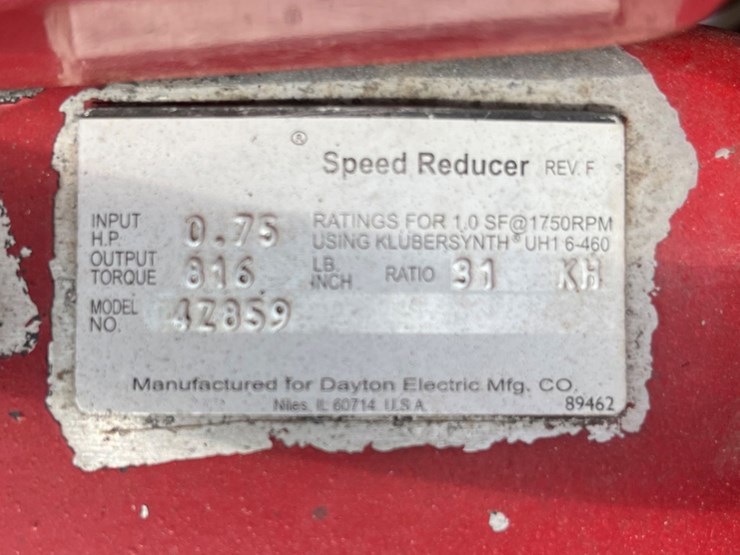 ®
Speed Reducer REV. F
INPUT H.P. 0.75 RATINGS FOR 1.0 SF@1750RPM
USING KLÜBERSYNTH® UH1 6-460
OUTPUT TORQUE 816 LB. INCH RATIO 31 KH
MODEL NO. 4Z859
Manufactured for Dayton Electric Mfg. CO.
Niles, IL 60714 U.S.A.
89462